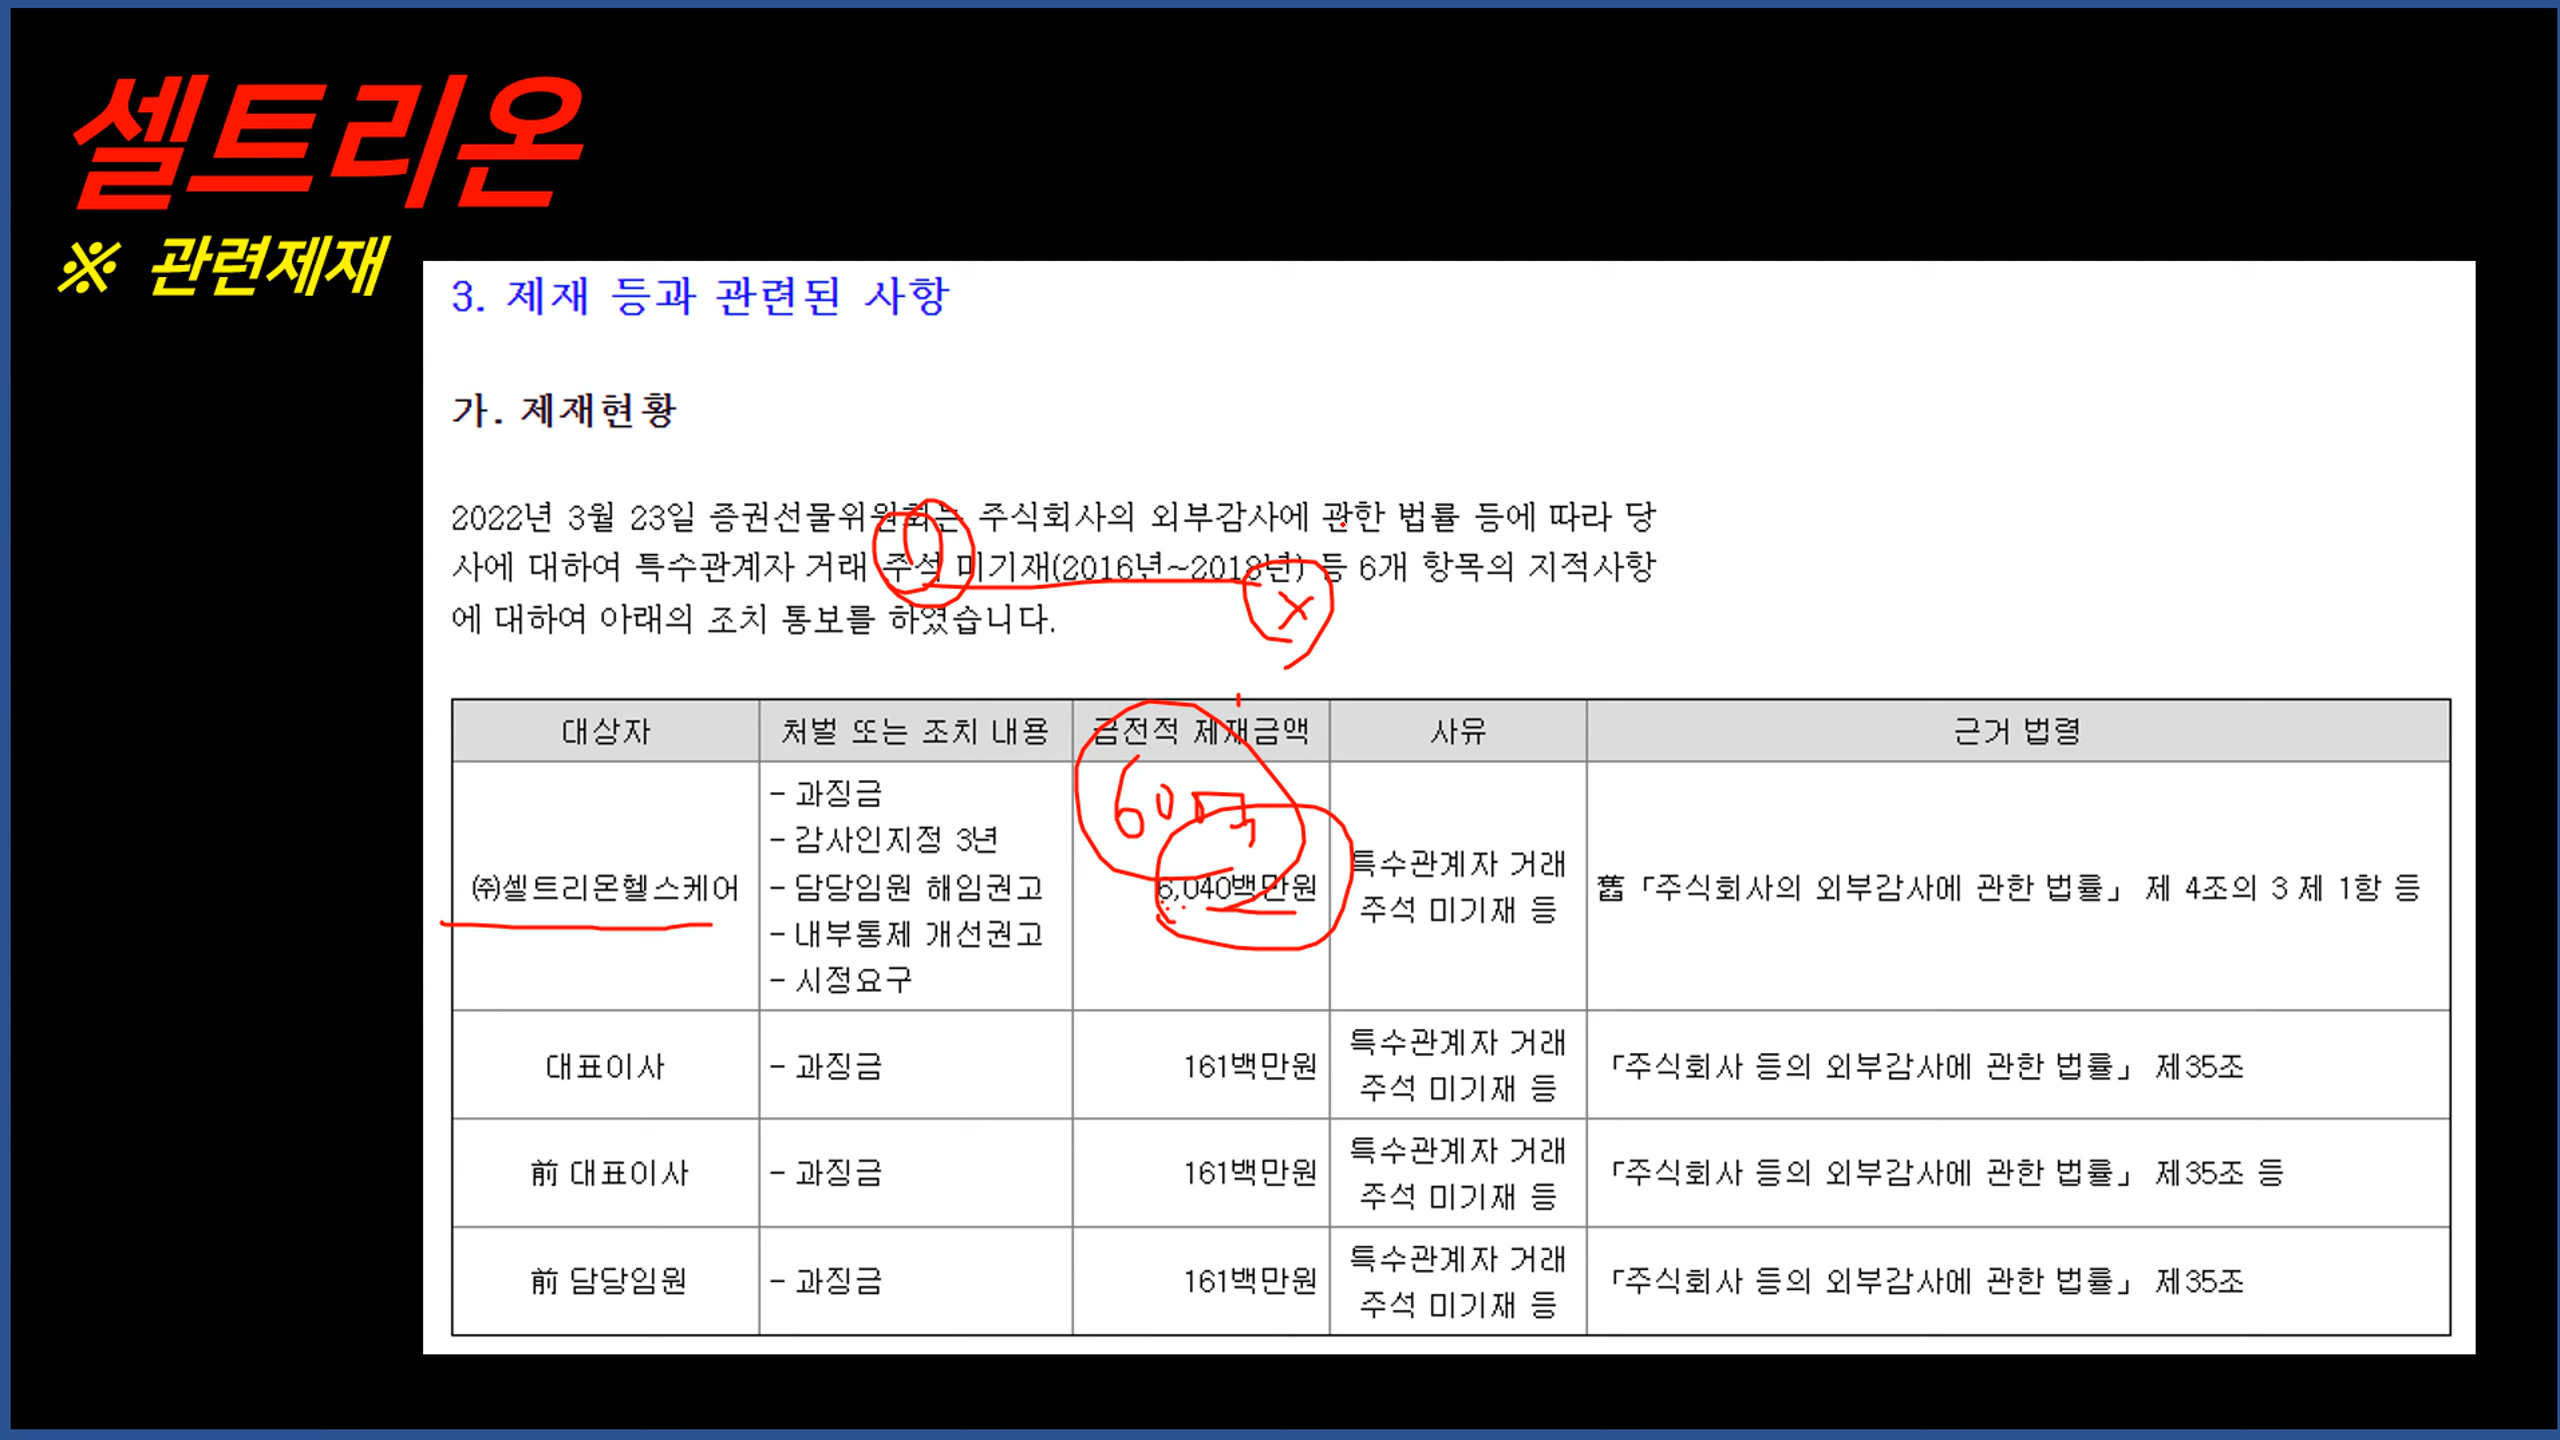 셀트리온
※ 관련제재
3. 제재 등과 관련된 사항
가. 제재현황
2022년 3월 23일 증권선물위원회는 주식회사의 외부감사에 관한 법률 등에 따라 당
사에 대하여 특수관계자 거래 주석 미기재(2016년~2018년) 등 6개 항목의 지적사항
에 대하여 아래의 조치 통보를 하였습니다.
X
대상자 처벌 또는 조치 내용 금전적 제재금액 사유 근거 법령
㈜셀트리온헬스케어
- 과징금
- 감사인지정 3년
- 담당임원 해임권고
- 내부통제 개선권고
- 시정요구
60억
6,040백만원
특수관계자 거래
주석 미기재 등
舊「주식회사의 외부감사에 관한 법률」 제 4조의 3 제 1항 등
대표이사 - 과징금 161백만원
특수관계자 거래
주석 미기재 등
「주식회사 등의 외부감사에 관한 법률」 제35조
前 대표이사 - 과징금 161백만원
특수관계자 거래
주석 미기재 등
「주식회사 등의 외부감사에 관한 법률」 제35조 등
前 담당임원 - 과징금 161백만원
특수관계자 거래
주석 미기재 등
「주식회사 등의 외부감사에 관한 법률」 제35조